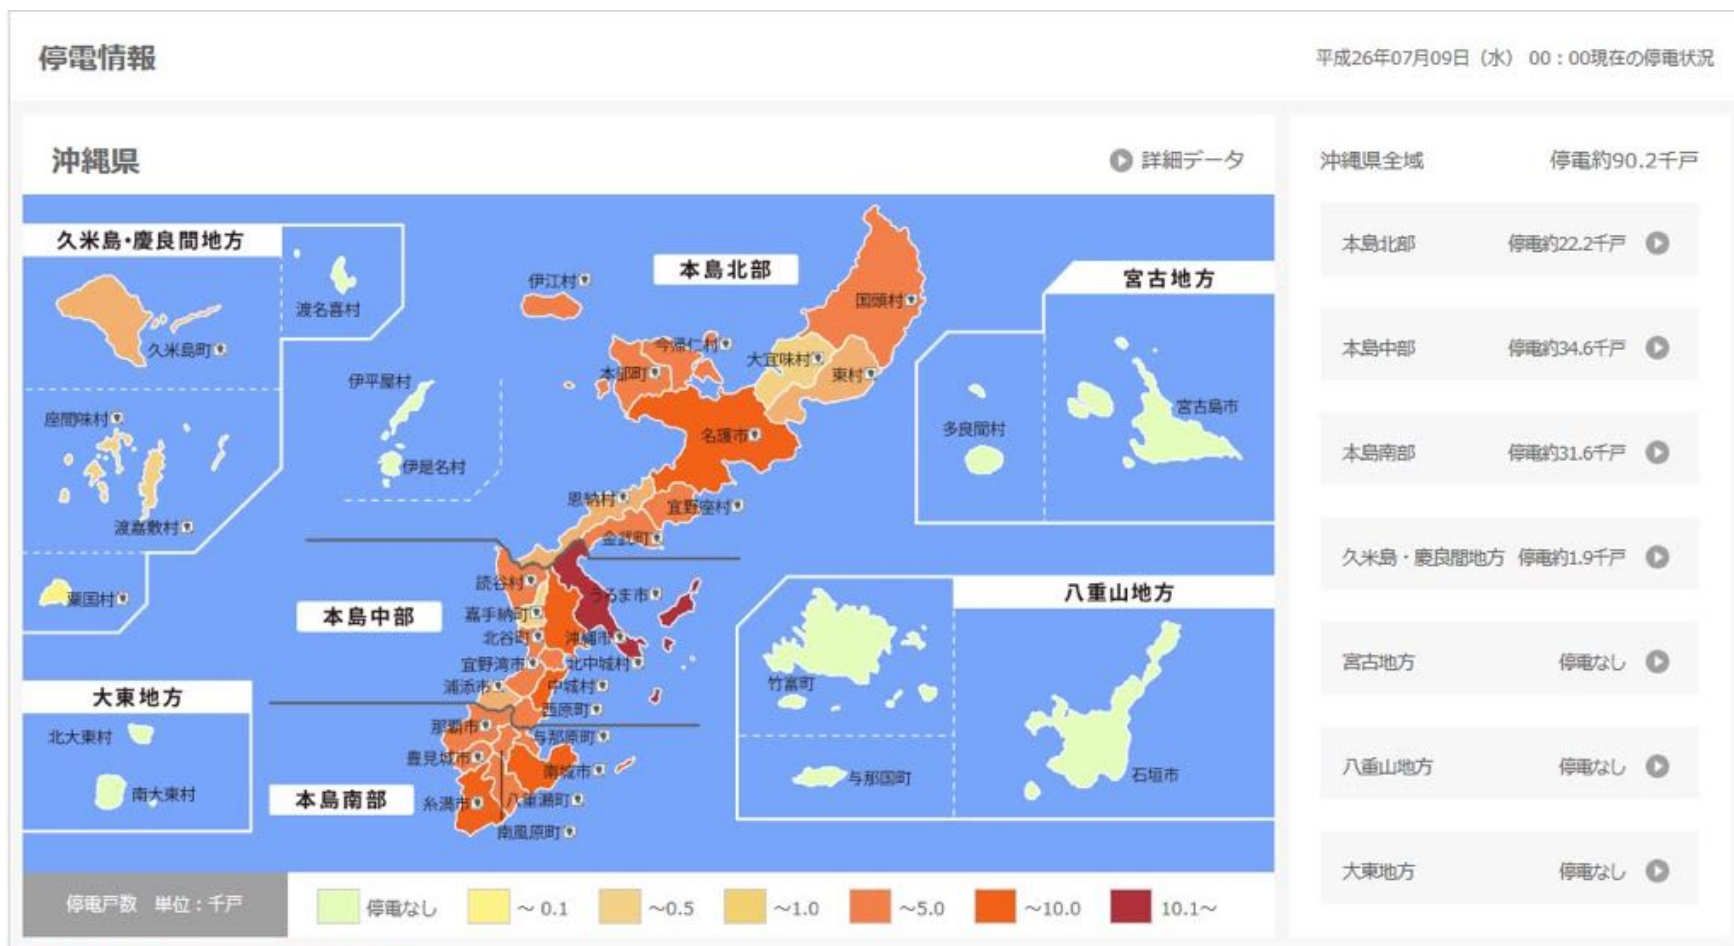 停電情報
平成26年07月09日（水） 00：00現在の停電状況
沖縄県
詳細データ
久米島・慶良間地方
渡名喜村
久米島町
座間味村
渡嘉敷村
粟国村
大東地方
北大東村
南大東村
伊平屋村
伊是名村
本島北部
伊江村
国頭村
今帰仁村
大宜味村
本部町
東村
名護市
恩納村
宜野座村
金武町
本島中部
読谷村
うるま市
嘉手納町
北谷町
沖縄市
宜野湾市
北中城村
浦添市
中城村
西原町
本島南部
那覇市
与那原町
豊見城市
南城市
糸満市
八重瀬町
南風原町
宮古地方
多良間村
宮古島市
八重山地方
竹富町
与那国町
石垣市
停電戸数 単位：千戸
停電なし
～ 0.1
～0.5
～1.0
～5.0
～10.0
10.1～
沖縄県全域 停電約90.2千戸
本島北部 停電約22.2千戸
本島中部 停電約34.6千戸
本島南部 停電約31.6千戸
久米島・慶良間地方 停電約1.9千戸
宮古地方 停電なし
八重山地方 停電なし
大東地方 停電なし